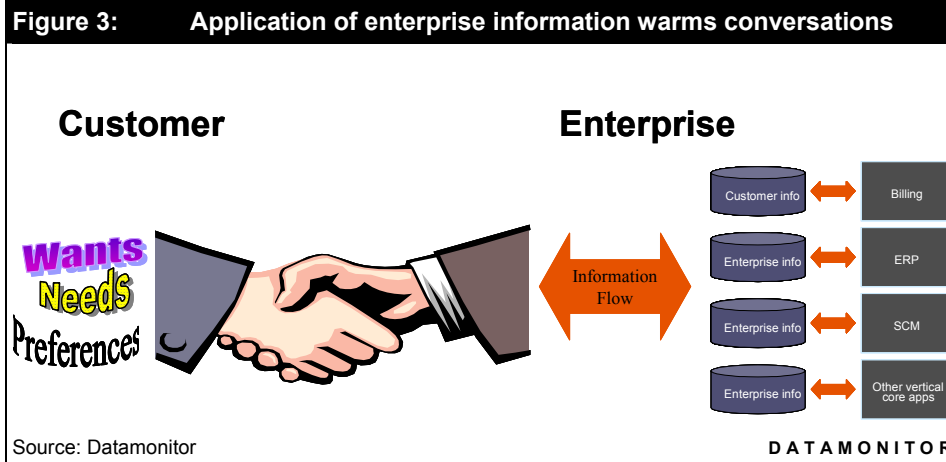 Figure 3: Application of enterprise information warms conversations
Customer
Enterprise
Wants
Needs
Preferences
Information
Flow
Customer info
Billing
Enterprise info
ERP
Enterprise info
SCM
Enterprise info
Other vertical
core apps
Source: Datamonitor
DATAMONITOR